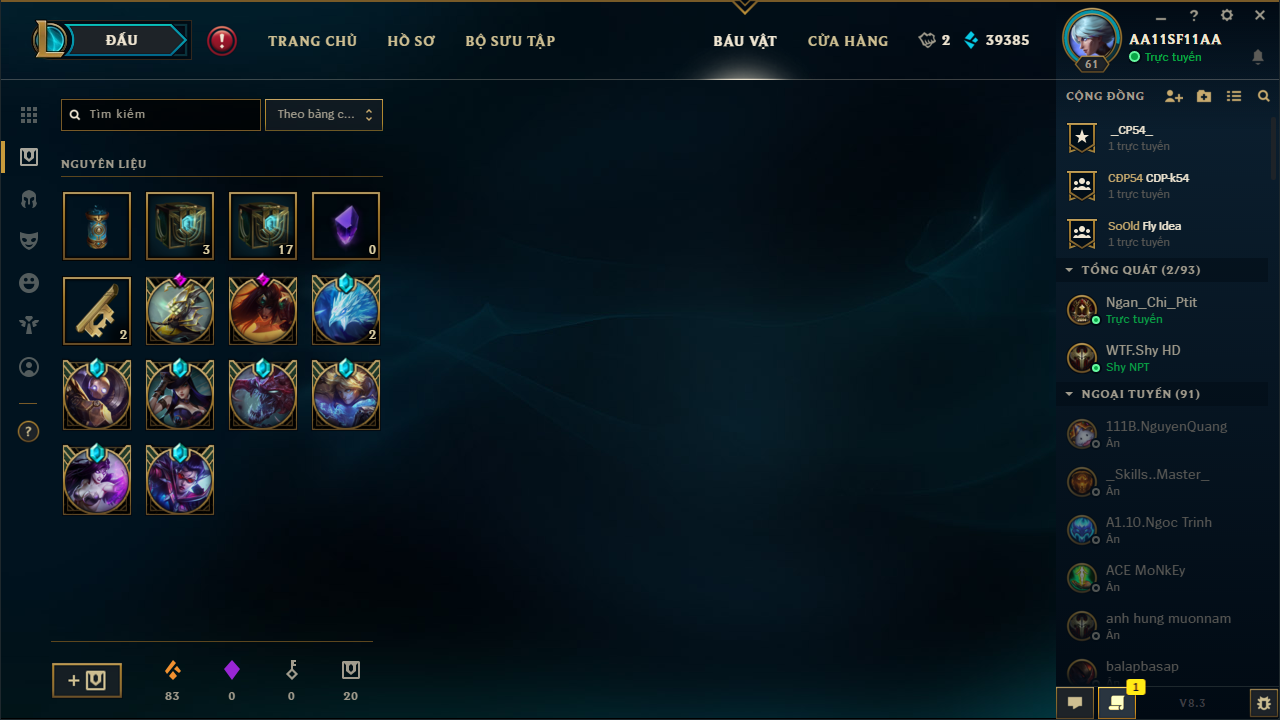 ĐẤU
!
TRANG CHỦ
HỒ SƠ
BỘ SƯU TẬP
BÁU VẬT
CỬA HÀNG
2
39385
61
?
AA11SF11AA
Trực tuyến
Tìm kiếm
Theo bảng c...
NGUYÊN LIỆU
3
17
0
2
2
?
83
0
0
20
CỘNG ĐỒNG
_CP54_
1 trực tuyến
CĐP54 CDP-k54
1 trực tuyến
SoOld Fly Idea
1 trực tuyến
TỔNG QUÁT (2/93)
Ngan_Chi_Ptit
Trực tuyến
WTF.Shy HD
Shy NPT
NGOẠI TUYẾN (91)
111B.NguyenQuang
Ẩn
_Skills..Master_
Ẩn
A1.10.Ngoc Trinh
Ẩn
ACE MoNkEy
Ẩn
anh hung muonnam
Ẩn
balapbasap
Ẩn
1
V8.3